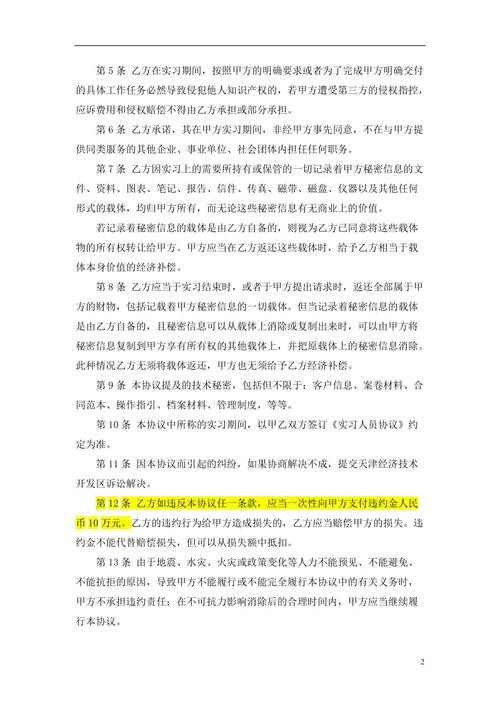 第 5 条 乙方在实习期间，按照甲方的明确要求或者为了完成甲方明确交付
的具体工作任务必然导致侵犯他人知识产权的，若甲方遭受第三方的侵权指控，
应诉费用和侵权赔偿不得由乙方承担或部分承担。
第 6 条 乙方承诺，其在甲方实习期间，非经甲方事先同意，不在与甲方提
供同类服务的其他企业、事业单位、社会团体内担任任何职务。
第 7 条 乙方因实习上的需要所持有或保管的一切记录着甲方秘密信息的文
件、资料、图表、笔记、报告、信件、传真、磁带、磁盘、仪器以及其他任何
形式的载体，均归甲方所有，而无论这些秘密信息有无商业上的价值。
若记录着秘密信息的载体是由乙方自备的，则视为乙方已同意将这些载体
物的所有权转让给甲方。甲方应当在乙方返还这些载体时，给予乙方相当于载
体本身价值的经济补偿。
第 8 条 乙方应当于实习结束时，或者于甲方提出请求时，返还全部属于甲
方的财物，包括记载着甲方秘密信息的一切载体。但当记录着秘密信息的载体
是由乙方自备的，且秘密信息可以从载体上消除或复制出来时，可以由甲方将
秘密信息复制到甲方享有所有权的其他载体上，并把原载体上的秘密信息消除。
此种情况乙方无须将载体返还，甲方也无须给予乙方经济补偿。
第 9 条 本协议提及的技术秘密，包括但不限于：客户信息、案卷材料、合
同范本、操作指引、档案材料、管理制度，等等。
第 10 条 本协议中所称的实习期间，以甲乙双方签订《实习人员协议》约
定为准。
第 11 条 因本协议而引起的纠纷，如果协商解决不成，提交天津经济技术
开发区诉讼解决。
第 12 条 乙方如违反本协议任一条款，应当一次性向甲方支付违约金人民
币 10 万元。乙方的违约行为给甲方造成损失的，乙方应当赔偿甲方的损失。违
约金不能代替赔偿损失，但可以从损失额中抵扣。
第 13 条 由于地震、水灾、火灾或政策变化等人力不能预见、不能避免、
不能抗拒的原因，导致甲方不能履行或不能完全履行本协议中的有关义务时，
甲方不承担违约责任；在不可抗力影响消除后的合理时间内，甲方应当继续履
行本协议。
2